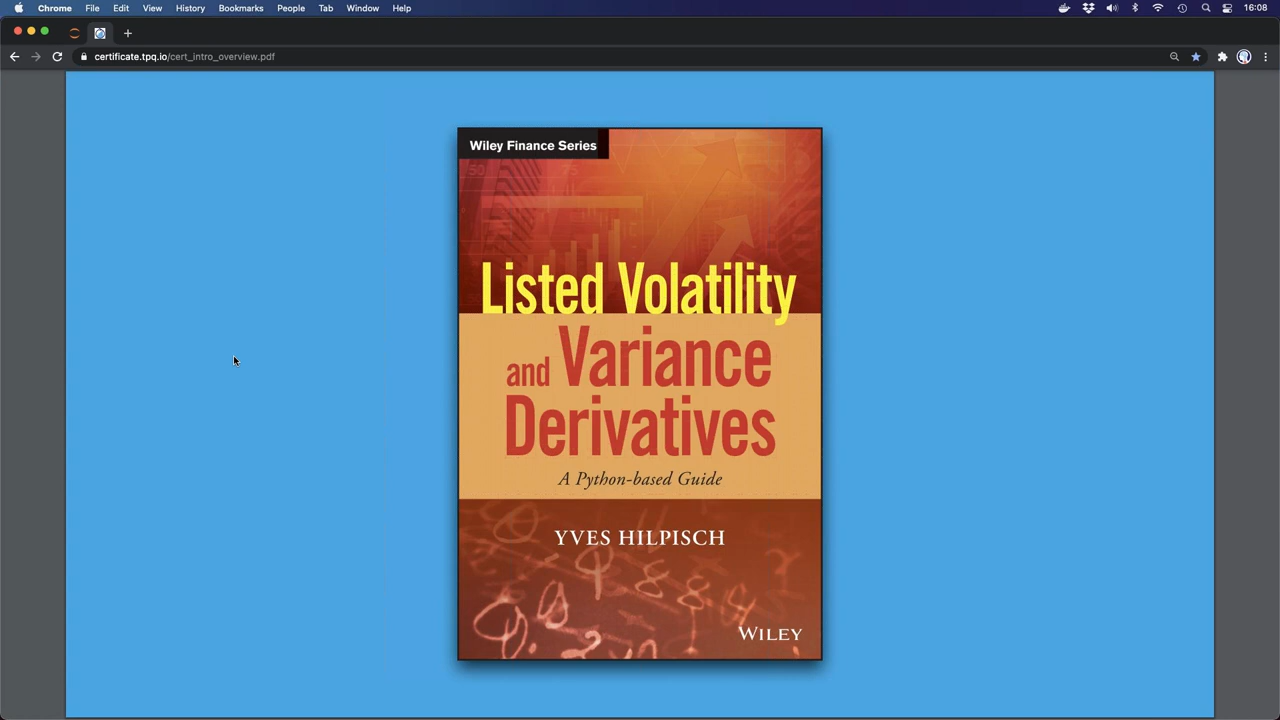 Chrome File Edit View History Bookmarks People Tab Window Help 16:08
certificate.tpq.io/cert_intro_overview.pdf
Wiley Finance Series
Listed Volatility
and Variance
Derivatives
A Python-based Guide
YVES HILPISCH
WILEY